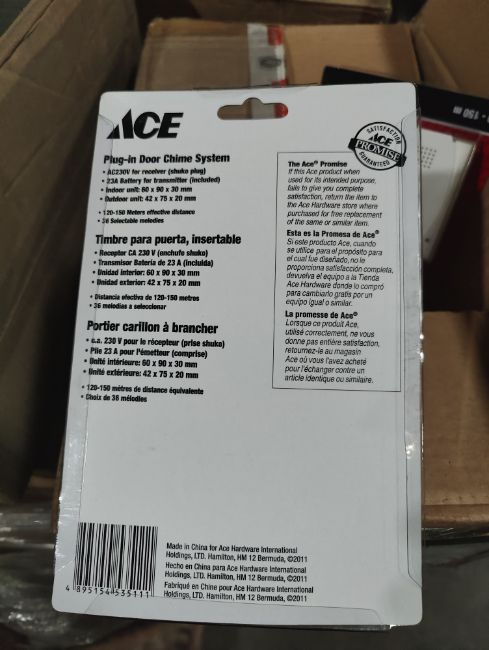 ACE
Plug-in Door Chime System
• AC230V for receiver (shuko plug)
• 23A Battery for transmitter (included)
• Indoor unit: 60 x 90 x 30 mm
• Outdoor unit: 42 x 75 x 20 mm
• 120-150 Meters effective distance
• 36 Selectable melodies
Timbre para puerta, insertable
• Receptor CA 230 V (enchufe shuko)
• Transmisor Batería de 23 A (incluida)
• Unidad interior: 60 x 90 x 30 mm
• Unidad exterior: 42 x 75 x 20 mm
• Distancia efectiva de 120-150 metros
• 36 melodías a seleccionar
Portier carillon à brancher
• c.a. 230 V pour le récepteur (prise shuko)
• Pile 23 A pour l'émetteur (comprise)
• Unité intérieure: 60 x 90 x 30 mm
• Unité extérieure: 42 x 75 x 20 mm
• 120-150 mètres de distance équivalente
• Choix de 36 mélodies
SATISFACTION
ACE
PROMISE
GUARANTEED
The Ace® Promise
If this Ace product when
used for its intended purpose,
fails to give you complete
satisfaction, return the item to
the Ace Hardware store where
purchased for free replacement
of the same or similar item.
Esta es la Promesa de Ace®
Si este producto Ace, cuando
se utilice para el propósito para
el cual fue diseñado, no le
proporciona satisfacción completa,
devuelva el equipo a la Tienda
Ace Hardware donde lo compró
para cambiarlo gratis por un
equipo igual o similar.
La promesse de Ace®
Lorsque ce produit Ace,
utilisé correctement, ne vous
donne pas entière satisfaction,
retournez-le au magasin
Ace où vous l'avez acheté
pour l'échanger contre un
article identique ou similaire.
Made in China for Ace Hardware International
Holdings, LTD. Hamilton, HM 12 Bermuda, ©2011
Hecho en China para Ace Hardware International
Holdings, LTD. Hamilton, HM 12 Bermuda, ©2011
Fabriqué en Chine pour Ace Hardware International
Holdings, LTD. Hamilton, HM 12 Bermuda, ©2011
4 895154 535111
150 m